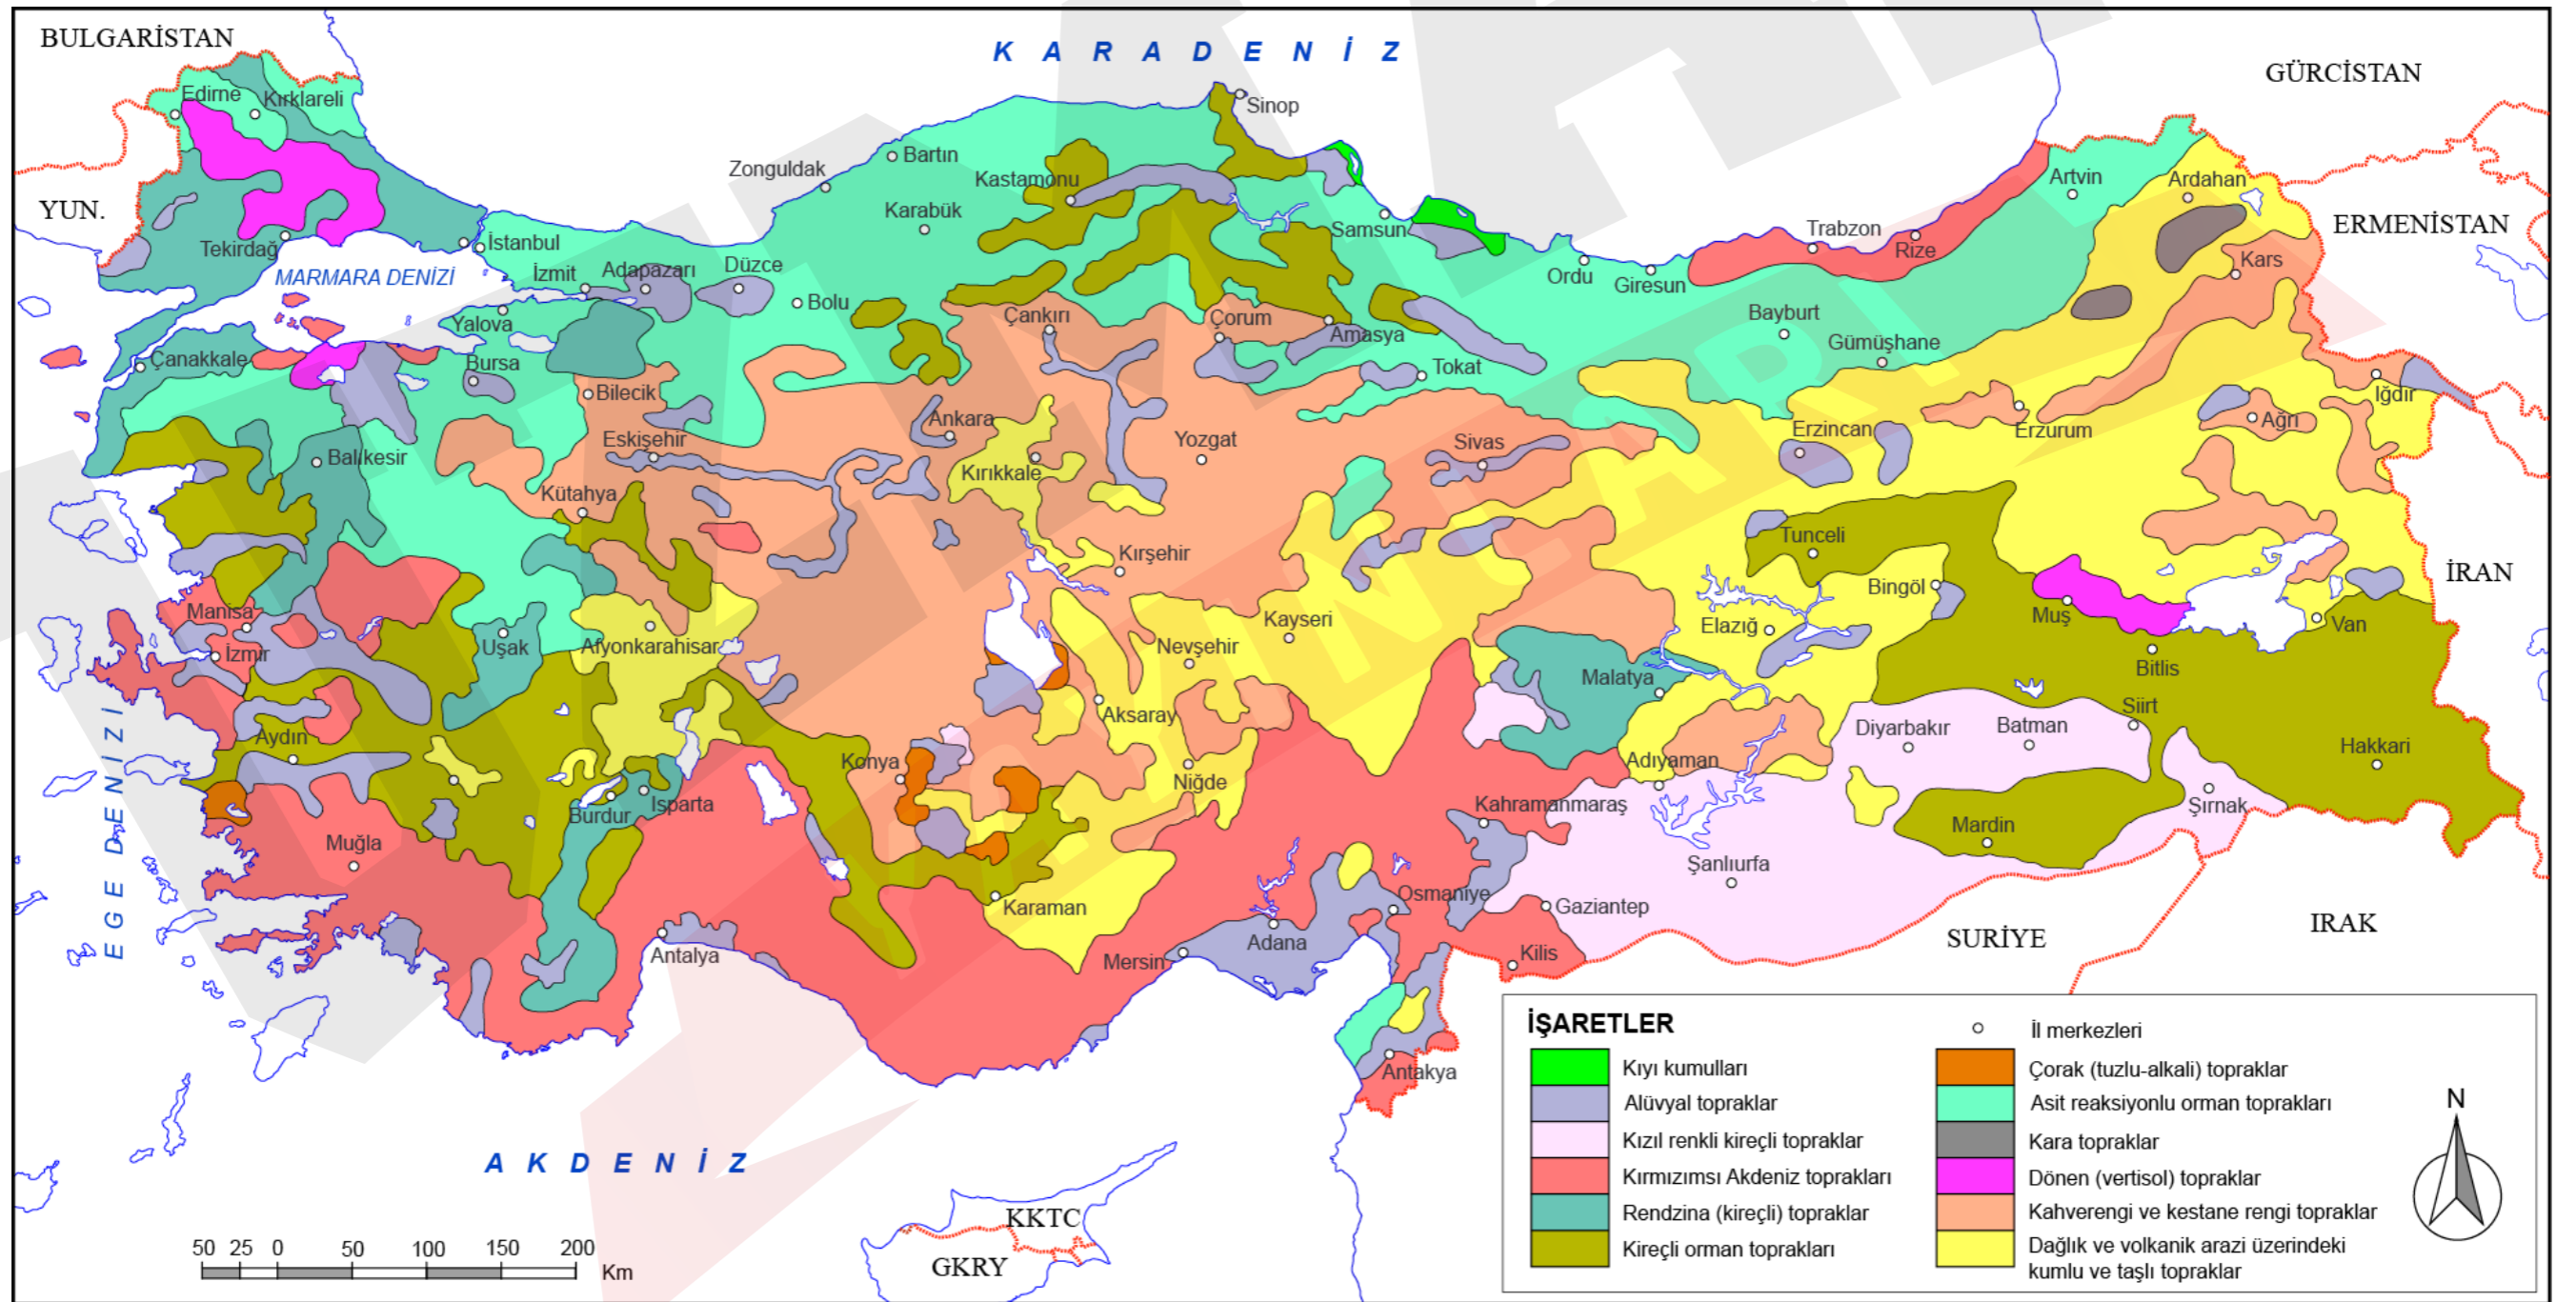 BULGARİSTAN
KARADENİZ
GÜRCİSTAN
Edirne
Kırklareli
Sinop
Bartın
Zonguldak
Kastamonu
Karabük
Artvin
Ardahan
YUN.
ERMENİSTAN
Tekirdağ
İstanbul
Samsun
Trabzon
Rize
Kars
MARMARA DENİZİ
İzmit
Adapazarı
Düzce
Bolu
Ordu
Giresun
Yalova
Çankırı
Çorum
Amasya
Bayburt
Gümüşhane
Çanakkale
Bursa
Tokat
Iğdır
Bilecik
Ankara
Ağrı
Eskişehir
Yozgat
Sivas
Erzincan
Erzurum
Balıkesir
Kırıkkale
Kütahya
Kırşehir
Tunceli
İRAN
Manisa
Bingöl
Muş
Van
Uşak
Afyonkarahisar
Nevşehir
Kayseri
Elazığ
İzmir
Bitlis
Malatya
Aksaray
Siirt
Aydın
Diyarbakır
Batman
Hakkari
Konya
Niğde
Adıyaman
EGE DENİZİ
Burdur
Isparta
Kahramanmaraş
Şırnak
Muğla
Mardin
Şanlıurfa
Karaman
Osmaniye
Gaziantep
Antalya
Mersin
Adana
Kilis
SURİYE
IRAK
Antakya
AKDENİZ
KKTC
GKRY
50 25 0 50 100 150 200
Km
İŞARETLER
Kıyı kumulları
Alüvyal topraklar
Kızıl renkli kireçli topraklar
Kırmızımsı Akdeniz toprakları
Rendzina (kireçli) topraklar
Kireçli orman toprakları
İl merkezleri
Çorak (tuzlu-alkali) topraklar
Asit reaksiyonlu orman toprakları
Kara topraklar
Dönen (vertisol) topraklar
Kahverengi ve kestane rengi topraklar
Dağlık ve volkanik arazi üzerindeki
kumlu ve taşlı topraklar
N